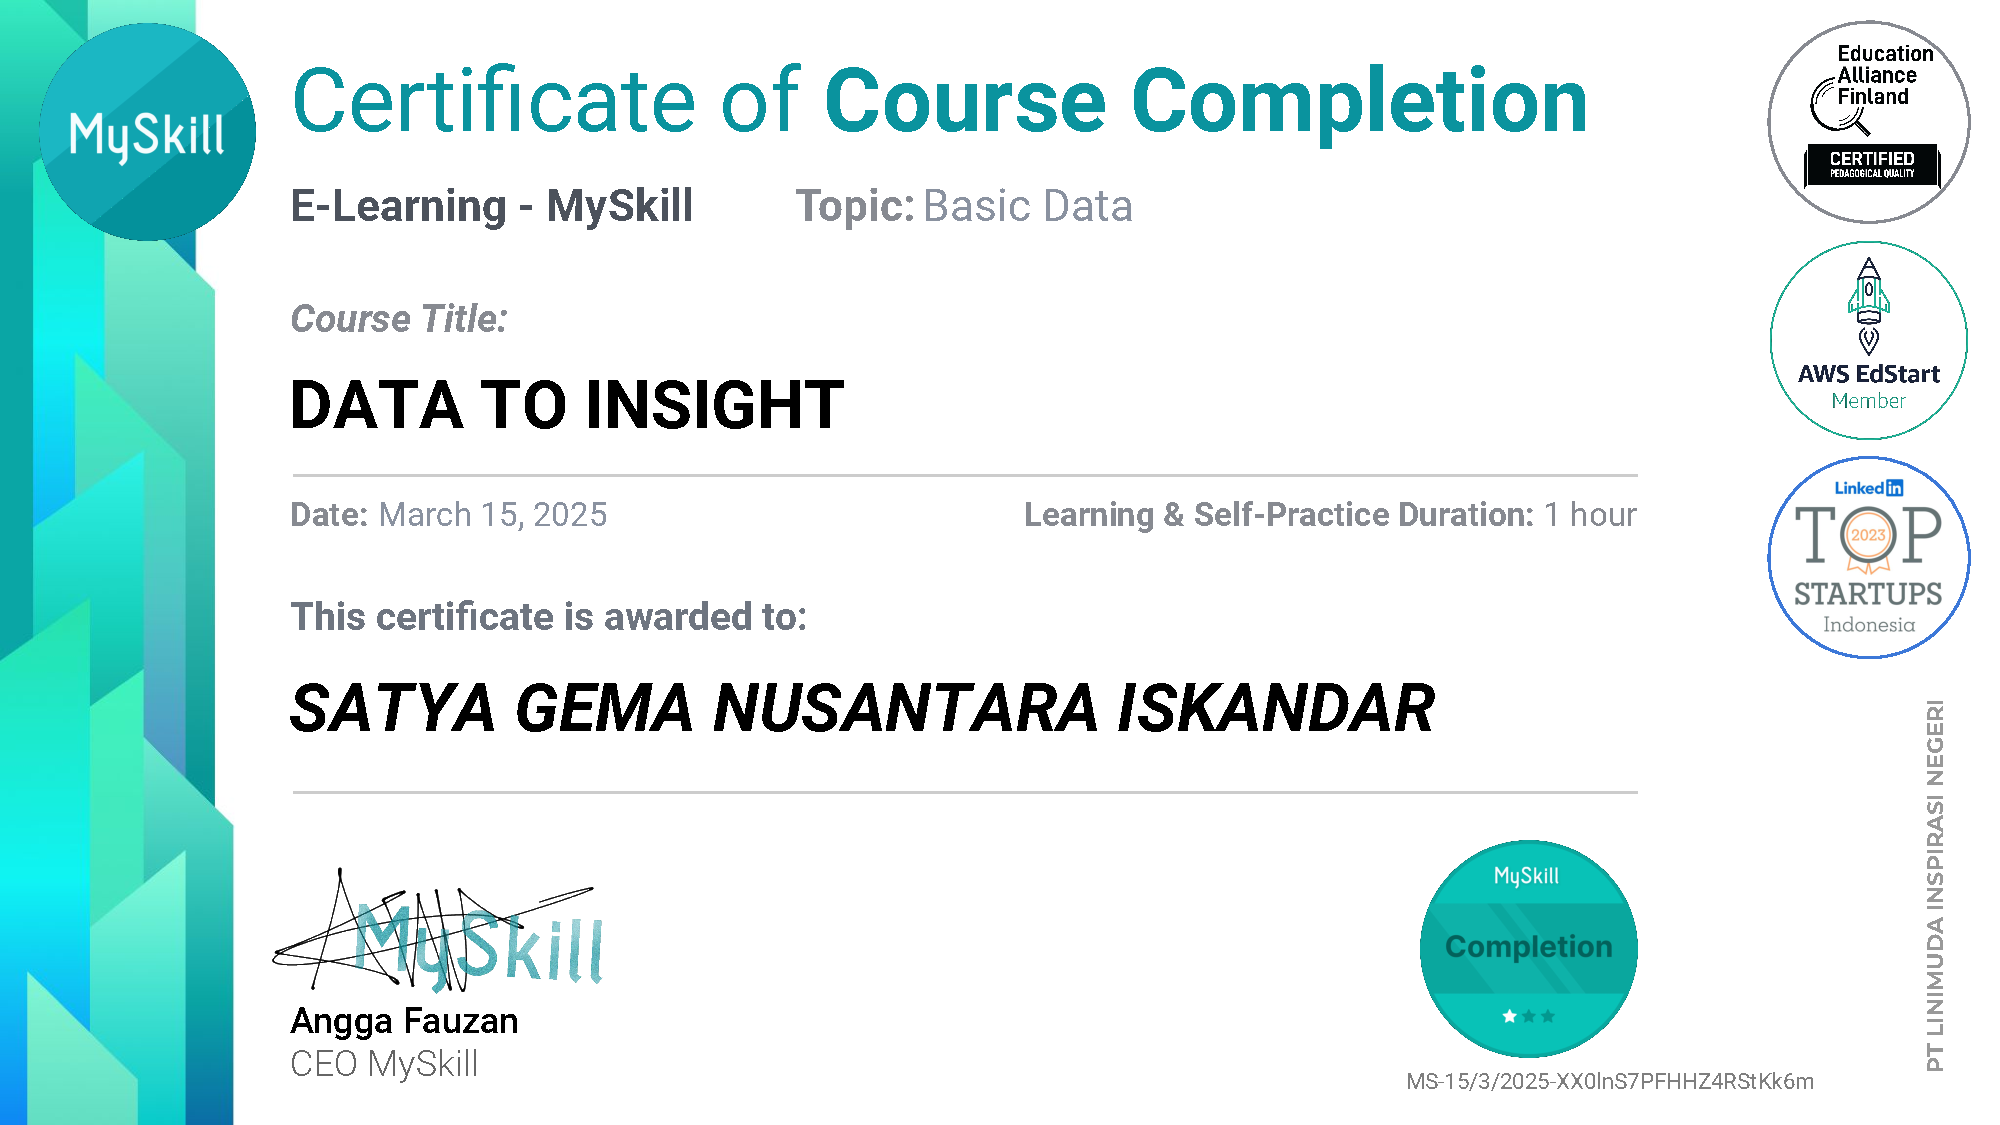 MySkill
Certificate of Course Completion
E-Learning - MySkill
Topic: Basic Data
Course Title:
DATA TO INSIGHT
Date: March 15, 2025
Learning & Self-Practice Duration: 1 hour
This certificate is awarded to:
SATYA GEMA NUSANTARA ISKANDAR
MySkill
Angga Fauzan
CEO MySkill
MySkill
Completion
MS-15/3/2025-XX0lnS7PFHHZ4RStKk6m
Education
Alliance
Finland
CERTIFIED
PEDAGOGICAL QUALITY
AWS EdStart
Member
Linked in
TOP
2023
STARTUPS
Indonesia
PT LINIMUDA INSPIRASI NEGERI